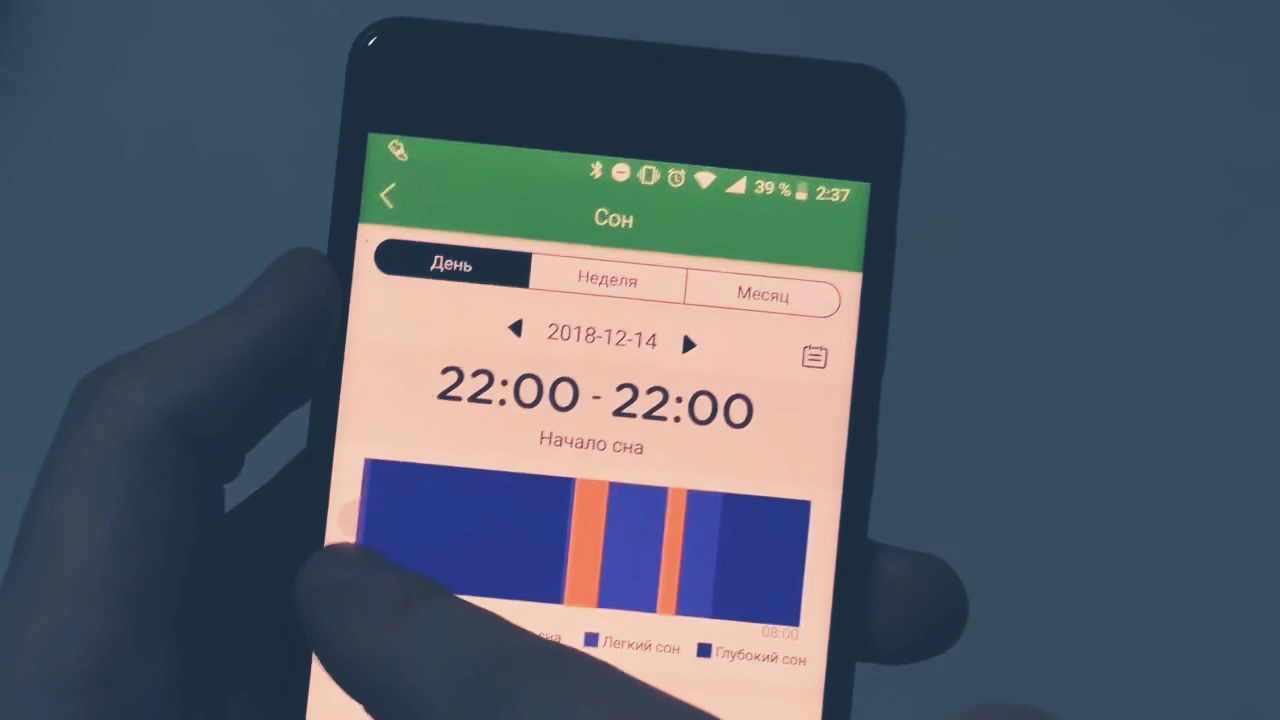 39 % 2:37
Сон
День Неделя Месяц
2018-12-14
22:00 - 22:00
Начало сна
08:00
сна Легкий сон Глубокий сон